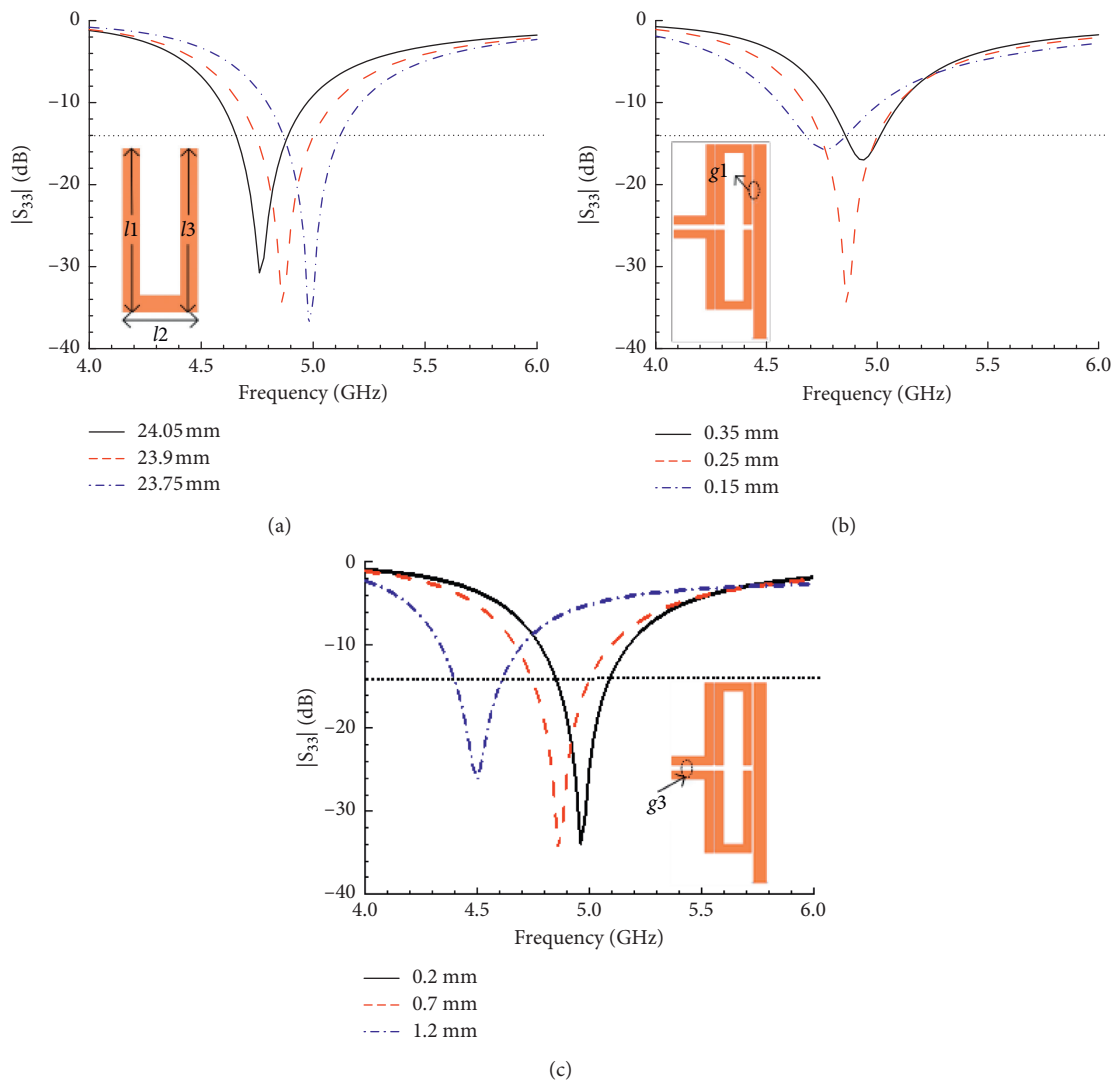 0
−10
−20
−30
−40
|S33| (dB)
l1
l3
l2
4.0 4.5 5.0 5.5 6.0
Frequency (GHz)
24.05 mm
23.9 mm
23.75 mm
(a)
0
−10
−20
−30
−40
|S33| (dB)
g1
4.0 4.5 5.0 5.5 6.0
Frequency (GHz)
0.35 mm
0.25 mm
0.15 mm
(b)
0
−10
−20
−30
−40
|S33| (dB)
g3
4.0 4.5 5.0 5.5 6.0
Frequency (GHz)
0.2 mm
0.7 mm
1.2 mm
(c)